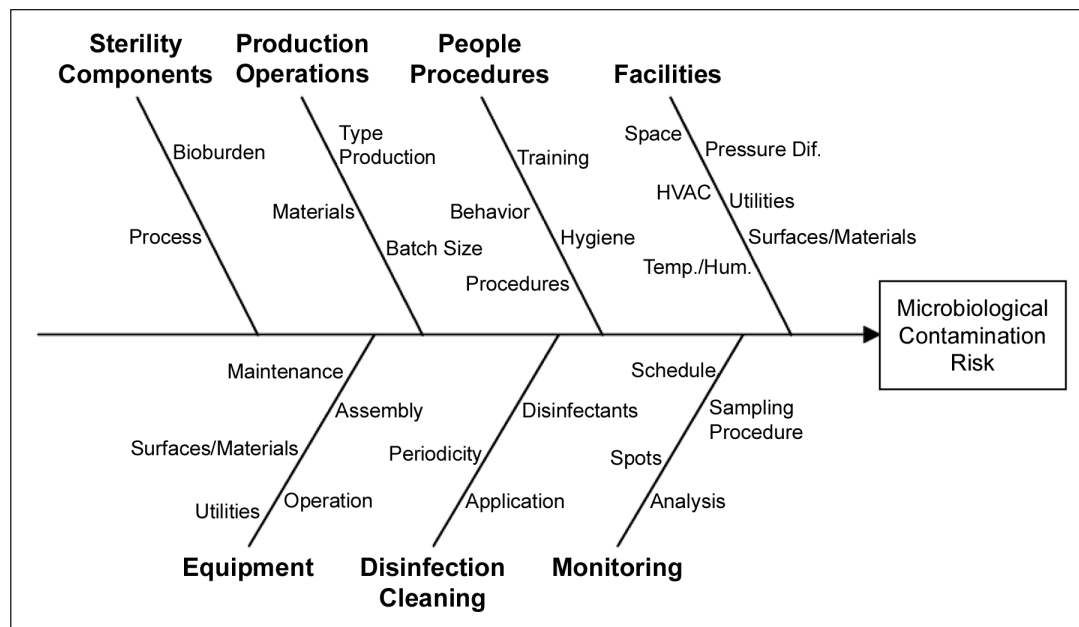 Sterility
Components
Production
Operations
People
Procedures
Facilities
Bioburden
Process
Type
Production
Materials
Batch Size
Training
Behavior
Hygiene
Procedures
Space
Pressure Dif.
HVAC
Utilities
Surfaces/Materials
Temp./Hum.
Microbiological
Contamination
Risk
Maintenance
Assembly
Surfaces/Materials
Operation
Utilities
Equipment
Disinfectants
Periodicity
Application
Disinfection
Cleaning
Schedule
Sampling
Procedure
Spots
Analysis
Monitoring